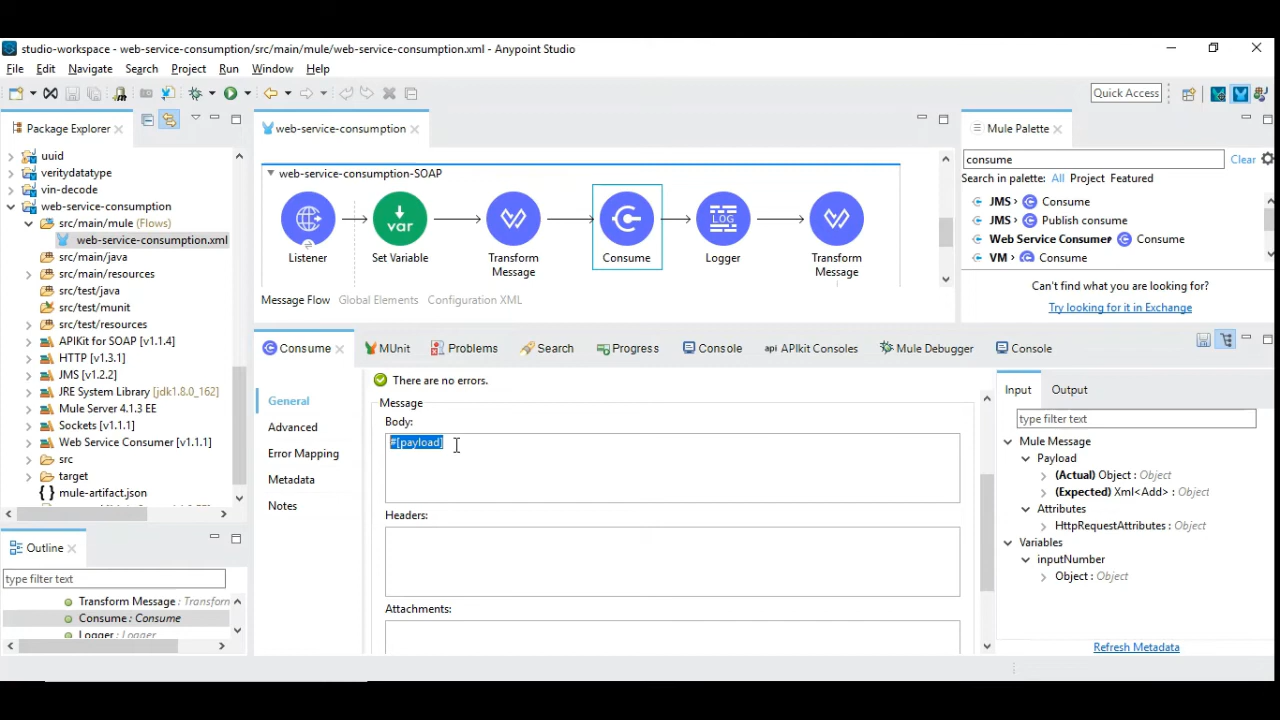 studio-workspace - web-service-consumption/src/main/mule/web-service-consumption.xml - Anypoint Studio
File Edit Navigate Search Project Run Window Help
Quick Access
Package Explorer
uuid
veritydatatype
vin-decode
web-service-consumption
src/main/mule (Flows)
web-service-consumption.xml
src/main/java
src/main/resources
src/test/java
src/test/munit
src/test/resources
APIKit for SOAP [v1.1.4]
HTTP [v1.3.1]
JMS [v1.2.2]
JRE System Library [jdk1.8.0_162]
Mule Server 4.1.3 EE
Sockets [v1.1.1]
Web Service Consumer [v1.1.1]
src
target
mule-artifact.json
Outline
type filter text
Transform Message : Transforn
Consume : Consume
Logger : Logger
web-service-consumption
web-service-consumption-SOAP
var
LOG
Listener
Set Variable
Transform
Message
Consume
Logger
Transform
Message
Message Flow Global Elements Configuration XML
Mule Palette
consume
Clear
Search in palette: All Project Featured
JMS > Consume
JMS > Publish consume
Web Service Consumer Consume
VM > Consume
Can't find what you are looking for?
Try looking for it in Exchange
Consume MUnit Problems Search Progress Console api APIkit Consoles Mule Debugger Console
There are no errors.
General
Advanced
Error Mapping
Metadata
Notes
Message
Body:
#[payload]
Headers:
Attachments:
Input Output
type filter text
Mule Message
Payload
(Actual) Object : Object
(Expected) Xml<Add> : Object
Attributes
HttpRequestAttributes : Object
Variables
inputNumber
Object : Object
Refresh Metadata